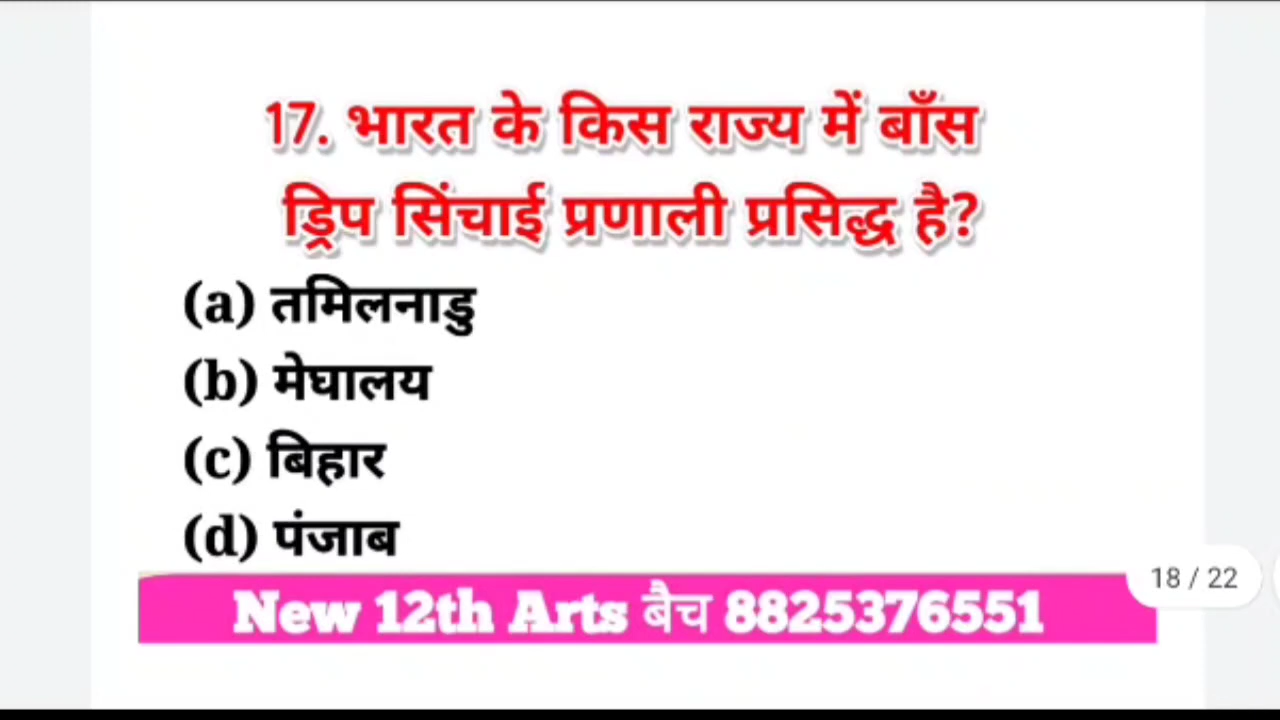 17. भारत के किस राज्य में बाँस
ड्रिप सिंचाई प्रणाली प्रसिद्ध है?
(a) तमिलनाडु
(b) मेघालय
(c) बिहार
(d) पंजाब
18 / 22
New 12th Arts बैच 8825376551